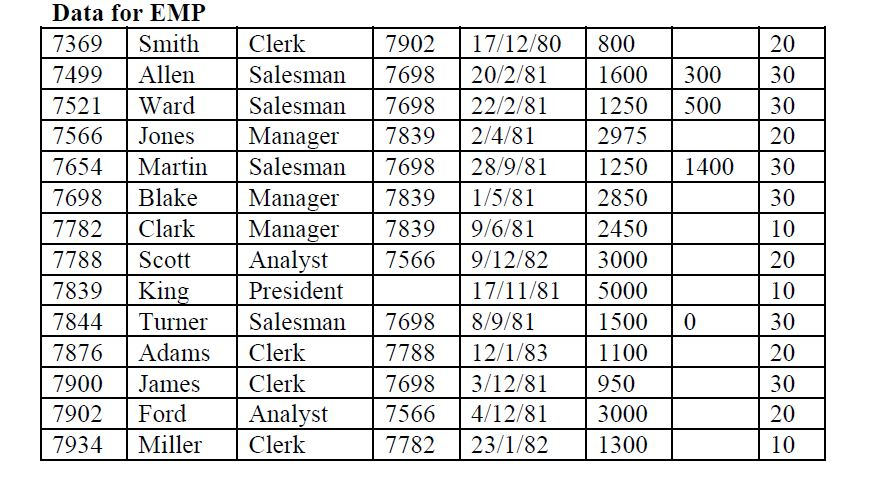 Data for EMP
7369 Smith Clerk 7902 17/12/80 800 20
7499 Allen Salesman 7698 20/2/81 1600 300 30
7521 Ward Salesman 7698 22/2/81 1250 500 30
7566 Jones Manager 7839 2/4/81 2975 20
7654 Martin Salesman 7698 28/9/81 1250 1400 30
7698 Blake Manager 7839 1/5/81 2850 30
7782 Clark Manager 7839 9/6/81 2450 10
7788 Scott Analyst 7566 9/12/82 3000 20
7839 King President 17/11/81 5000 10
7844 Turner Salesman 7698 8/9/81 1500 0 30
7876 Adams Clerk 7788 12/1/83 1100 20
7900 James Clerk 7698 3/12/81 950 30
7902 Ford Analyst 7566 4/12/81 3000 20
7934 Miller Clerk 7782 23/1/82 1300 10